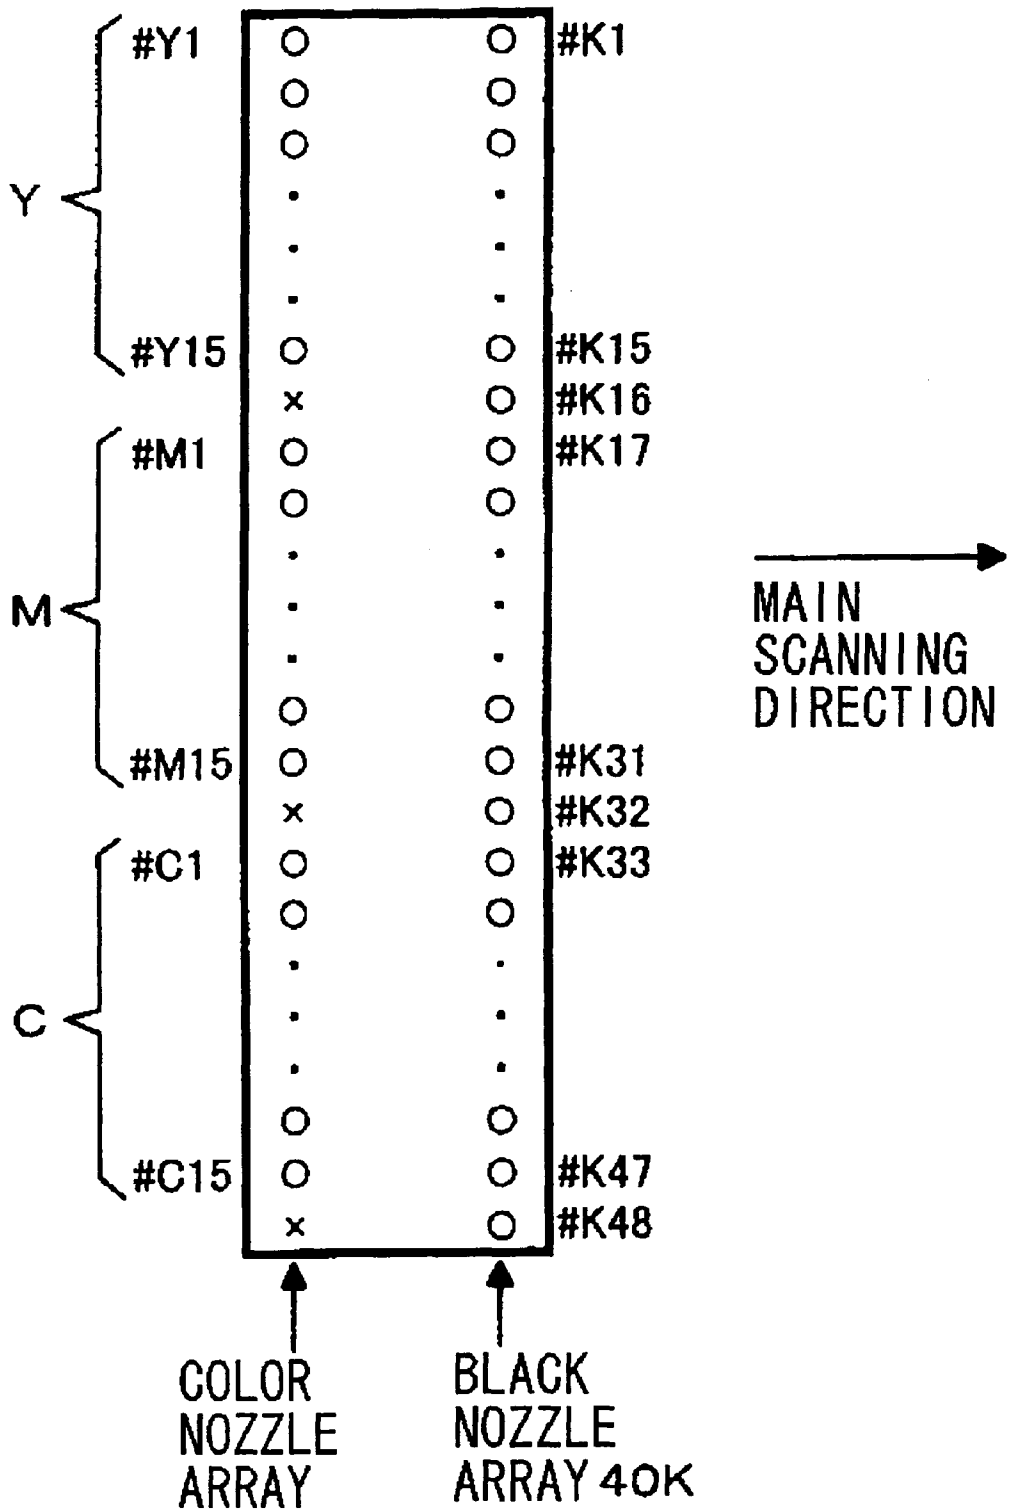 #Y1 #K1
Y
#Y15 #K15
x #K16
#M1 #K17
M
MAIN
SCANNING
DIRECTION
#M15 #K31
x #K32
#C1 #K33
C
#C15 #K47
x #K48
COLOR
NOZZLE
ARRAY
BLACK
NOZZLE
ARRAY 40K